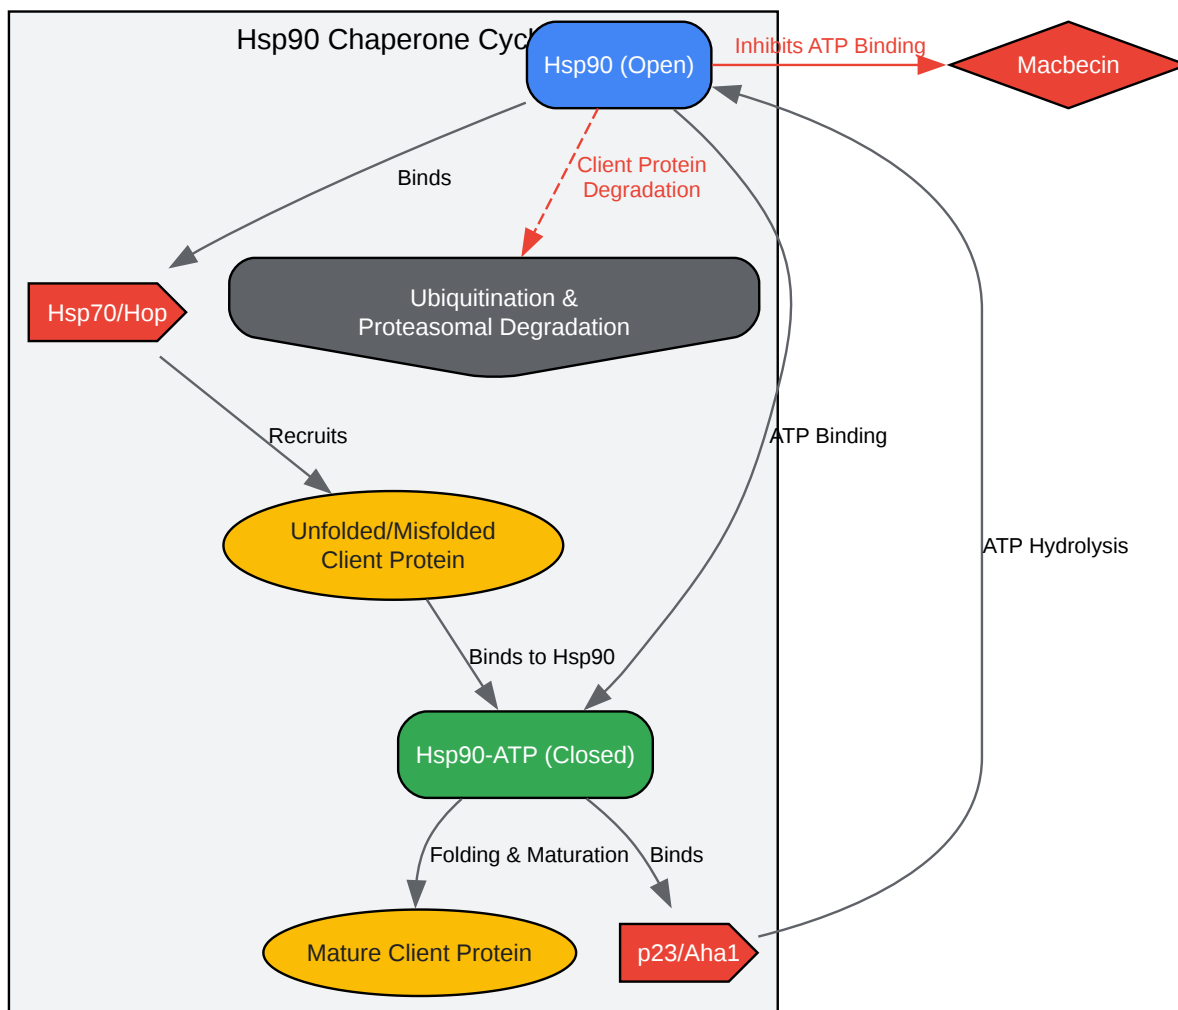 Hsp90 Chaperone Cycl
Hsp90 (Open)
Inhibits ATP Binding
Macbecin
Client Protein
Degradation
Binds
Ubiquitination &
Proteasomal Degradation
Hsp70/Hop
Recruits
ATP Binding
Unfolded/Misfolded
Client Protein
ATP Hydrolysis
Binds to Hsp90
Hsp90-ATP (Closed)
Folding & Maturation
Binds
Mature Client Protein
p23/Aha1